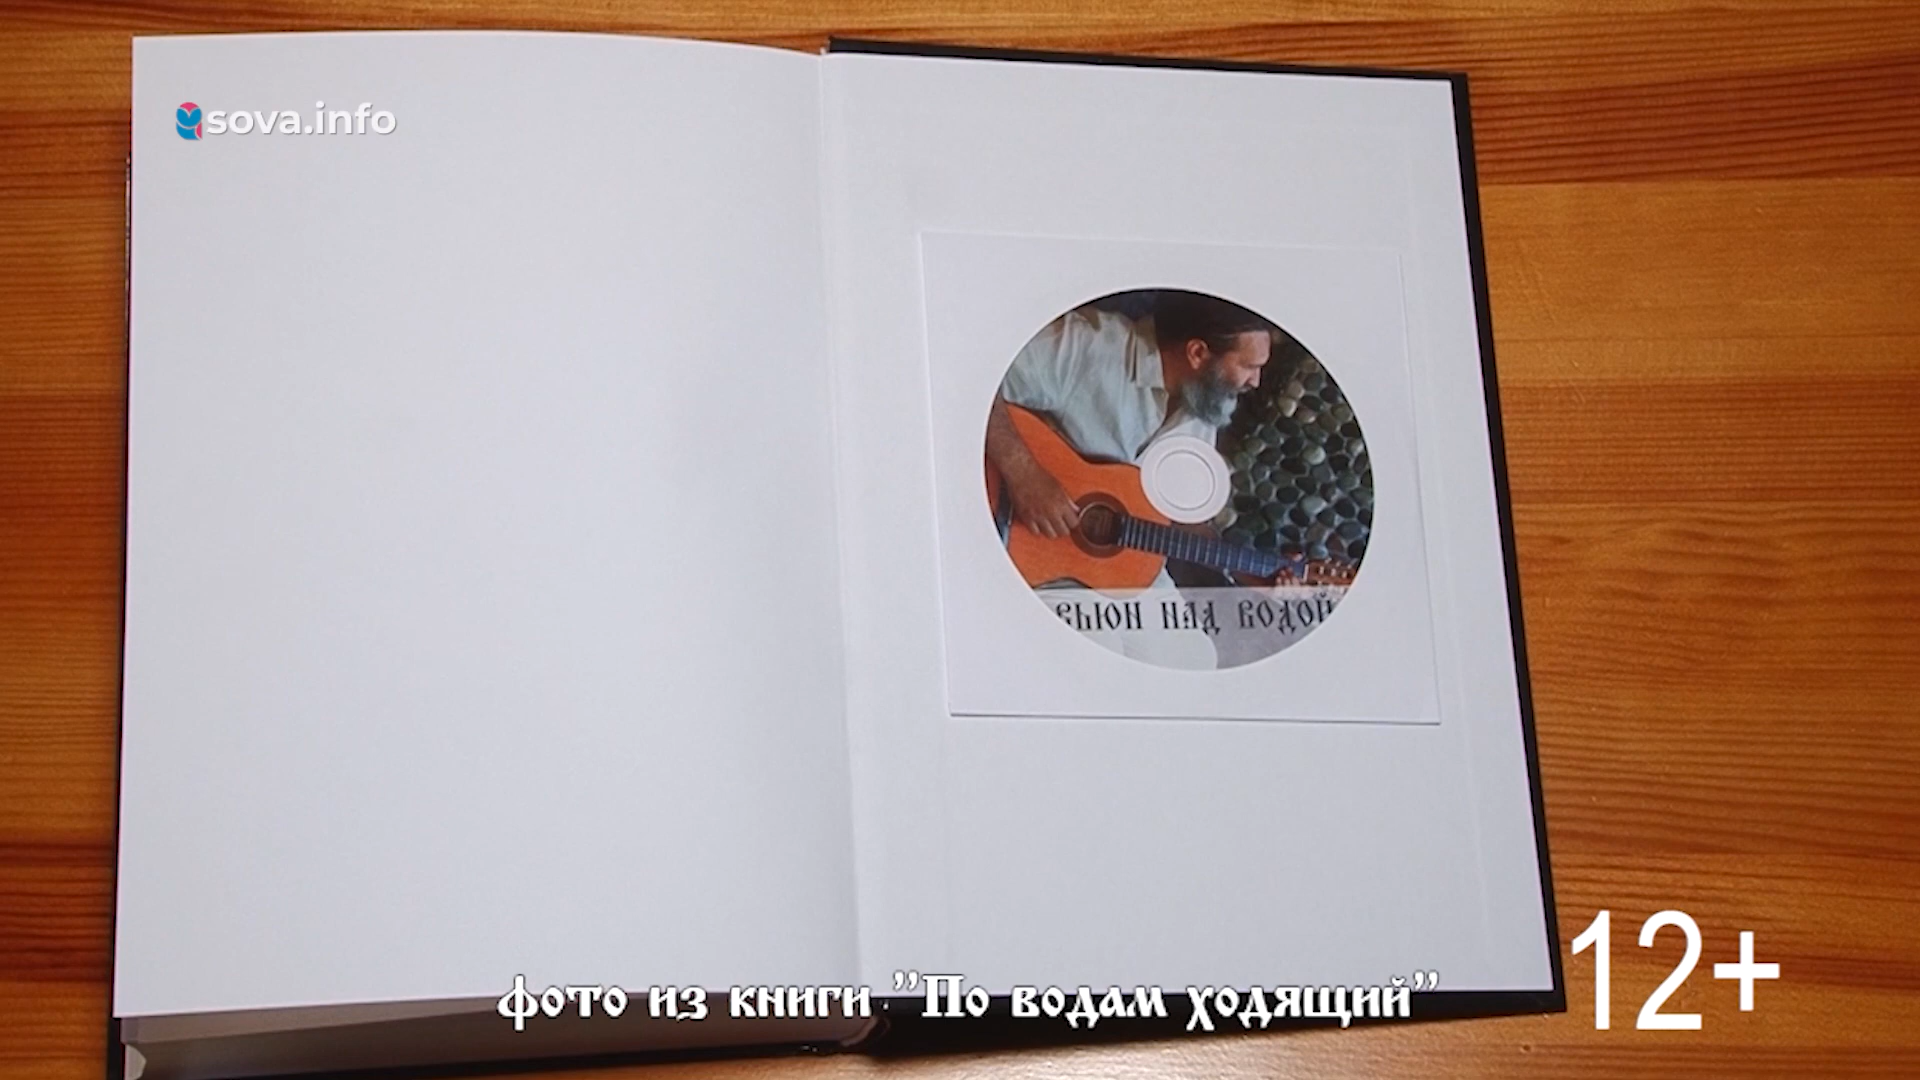 sova.info
вьюн над водой
фото из книги "По водам ходящий"
12+